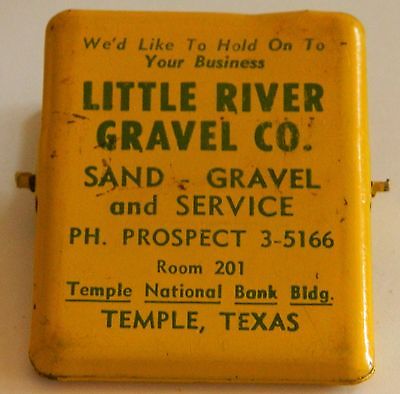 We'd Like To Hold On To
Your Business
LITTLE RIVER
GRAVEL CO.
SAND - GRAVEL
and SERVICE
PH. PROSPECT 3-5166
Room 201
Temple National Bank Bldg.
TEMPLE, TEXAS